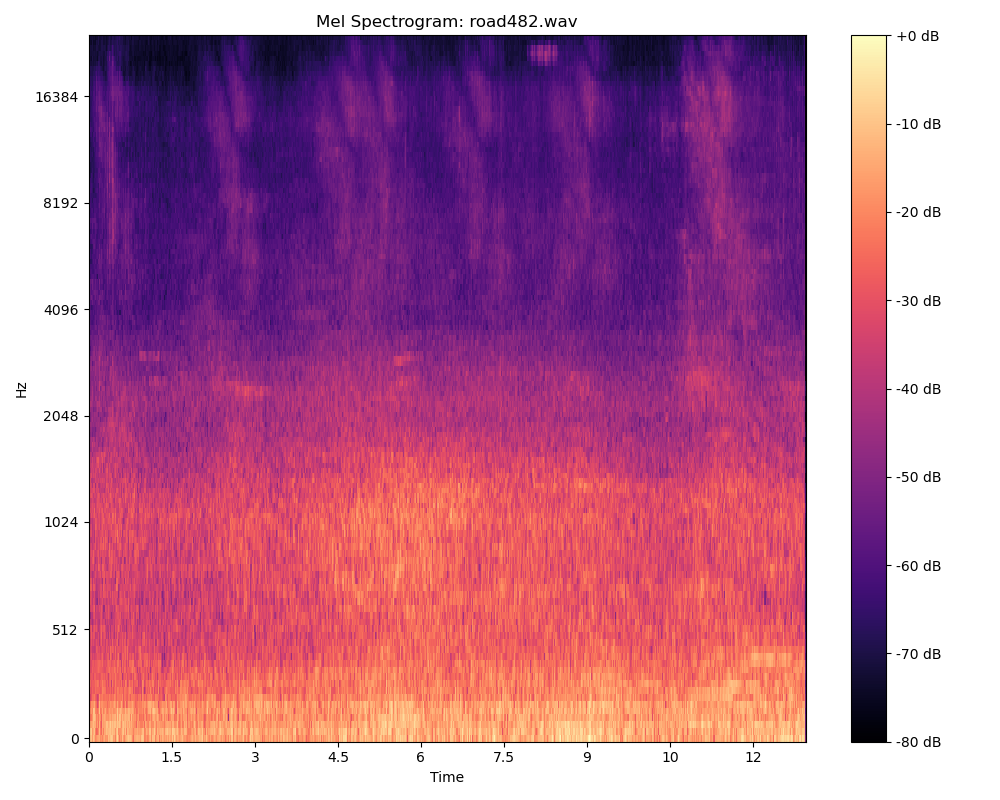 Mel Spectrogram: road482.wav
+0 dB
16384
-10 dB
8192
-20 dB
4096
-30 dB
Hz
2048
-40 dB
-50 dB
1024
-60 dB
512
-70 dB
0
-80 dB
0 1.5 3 4.5 6 7.5 9 10 12
Time